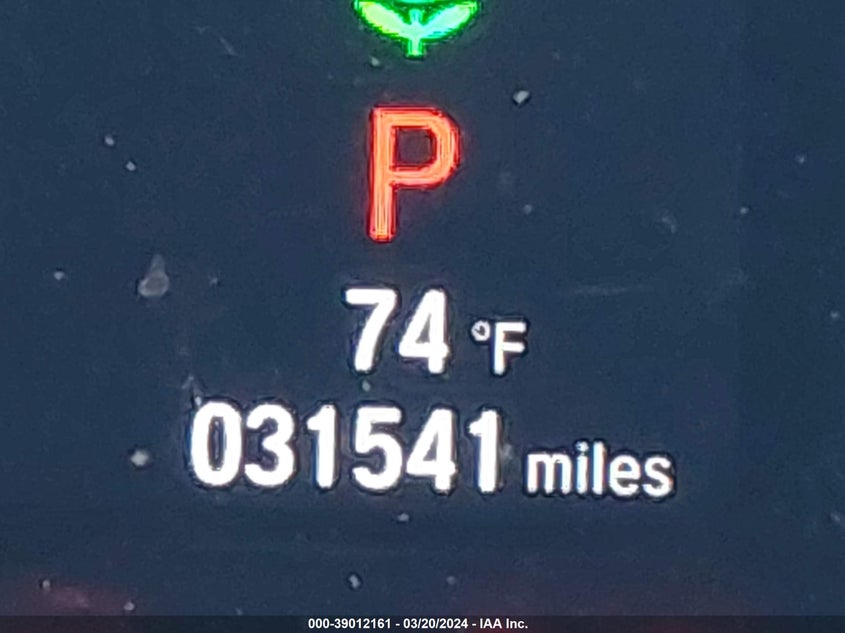 P
74 °F
031541 miles
000-39012161 - 03/20/2024 - IAA Inc.